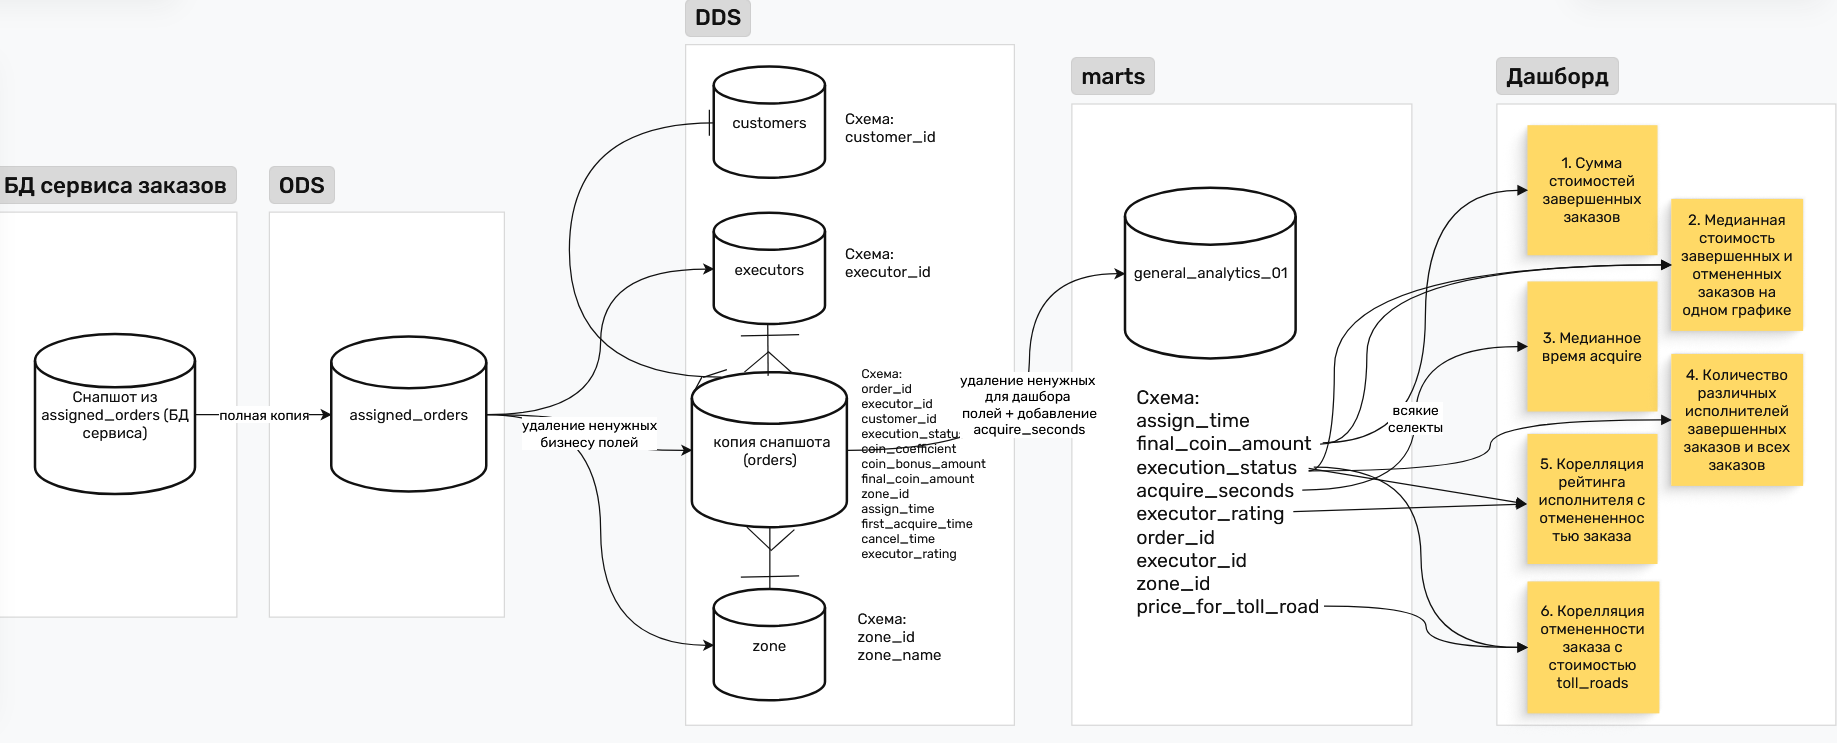 БД сервиса заказов
Снапшот из
assigned_orders (БД
сервиса)
полная копия
ODS
assigned_orders
удаление ненужных
бизнесу полей
DDS
customers
Схема:
customer_id
executors
Схема:
executor_id
копия снапшота
(orders)
Схема:
order_id
executor_id
customer_id
execution_status
coin_coefficient
coin_bonus_amount
final_coin_amount
zone_id
assign_time
first_acquire_time
cancel_time
executor_rating
zone
Схема:
zone_id
zone_name
удаление ненужных
для дашбора
полей + добавление
acquire_seconds
marts
general_analytics_01
Схема:
assign_time
final_coin_amount
execution_status
acquire_seconds
executor_rating
order_id
executor_id
zone_id
price_for_toll_road
всякие
селекты
Дашборд
1. Сумма
стоимостей
завершенных
заказов
2. Медианная
стоимость
завершенных и
отмененных
заказов на
одном графике
3. Медианное
время acquire
4. Количество
различных
исполнителей
завершенных
заказов и всех
заказов
5. Корелляция
рейтинга
исполнителя с
отмененнос
тью заказа
6. Корелляция
отмененности
заказа с
стоимостью
toll_roads